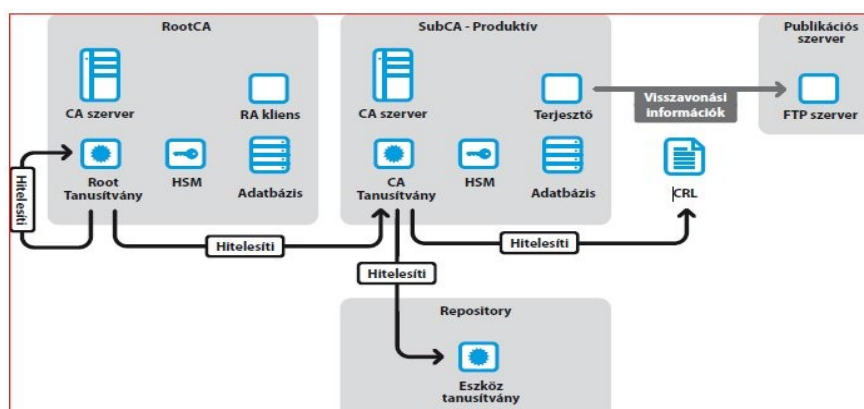 RootCA
CA szerver
RA kliens
Root
Tanusítvány
HSM
Adatbázis
Hitelesíti
SubCA - Produktív
CA szerver
Terjesztő
CA
Tanusítvány
HSM
Adatbázis
Visszavonási
információk
Publikációs
szerver
FTP szerver
CRL
Hitelesíti
Hitelesíti
Hitelesíti
Repository
Eszköz
tanusítvány